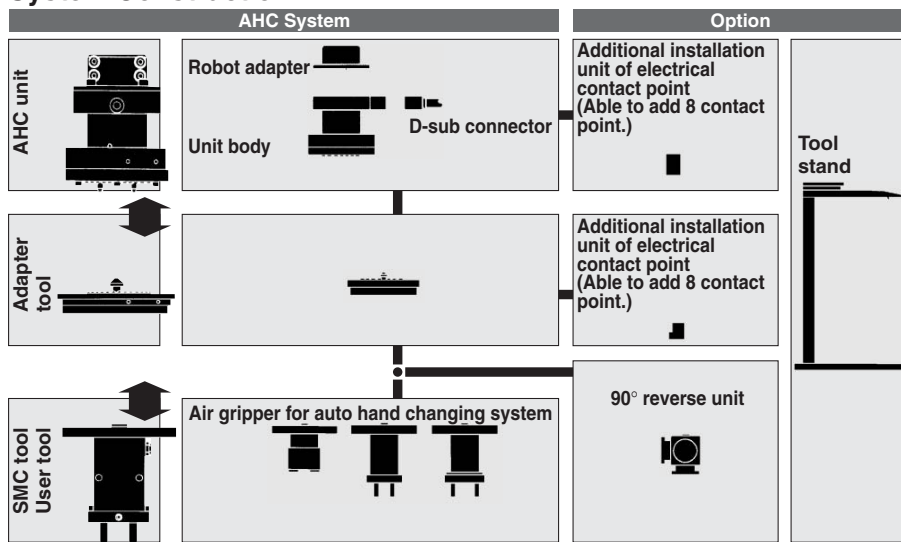 AHC System
Option
AHC unit
Robot adapter
Unit body
D-sub connector
Additional installation
unit of electrical
contact point
(Able to add 8 contact
point.)
Tool
stand
Adapter
tool
Additional installation
unit of electrical
contact point
(Able to add 8 contact
point.)
SMC tool
User tool
Air gripper for auto hand changing system
90° reverse unit